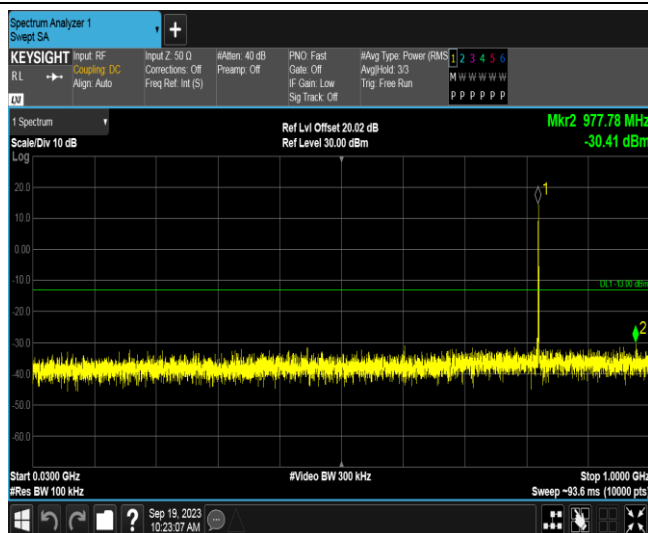 Spectrum Analyzer 1
Swept SA
KEYSIGHT
RL
LXI
Input: RF
Coupling: DC
Align: Auto
Input Z: 50 Ω
Corrections: Off
Freq Ref: Int (S)
#Atten: 40 dB
Preamp: Off
PNO: Fast
Gate: Off
IF Gain: Low
Sig Track: Off
#Avg Type: Power (RMS
Avg|Hold: 3/3
Trig: Free Run
1 2 3 4 5 6
M W W W W W
P P P P P P
1 Spectrum
Scale/Div 10 dB
Ref Lvl Offset 20.02 dB
Ref Level 30.00 dBm
Mkr2 977.78 MHz
-30.41 dBm
Log
20.0
10.0
0.00
-10.0
-20.0
-30.0
-40.0
-50.0
-60.0
1
DL1 -13.00 dBm
2
Start 0.0300 GHz
#Res BW 100 kHz
#Video BW 300 kHz
Stop 1.0000 GHz
Sweep ~93.6 ms (10000 pts)
?
Sep 19, 2023
10:23:07 AM